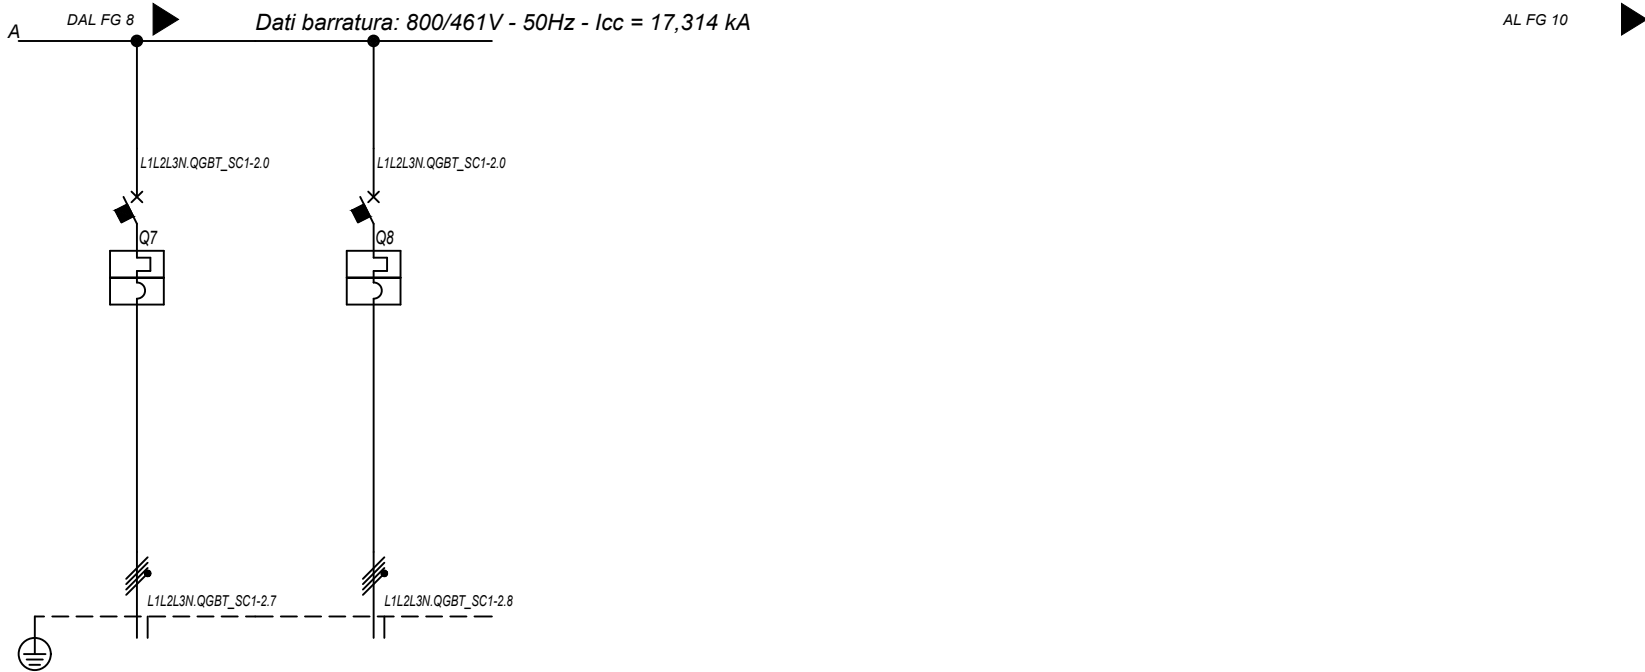 DAL FG 8
Dati barratura: 800/461V - 50Hz - Icc = 17,314 kA
AL FG 10
A
L1L2L3N.QGBT_SC1-2.0
L1L2L3N.QGBT_SC1-2.0
Q7
Q8
L1L2L3N.QGBT_SC1-2.7
L1L2L3N.QGBT_SC1-2.8